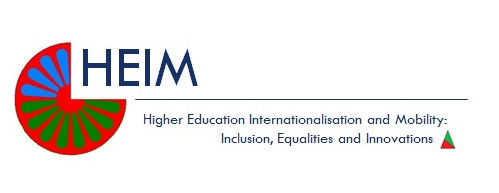 HEIM
Higher Education Internationalisation and Mobility:
Inclusion, Equalities and Innovations